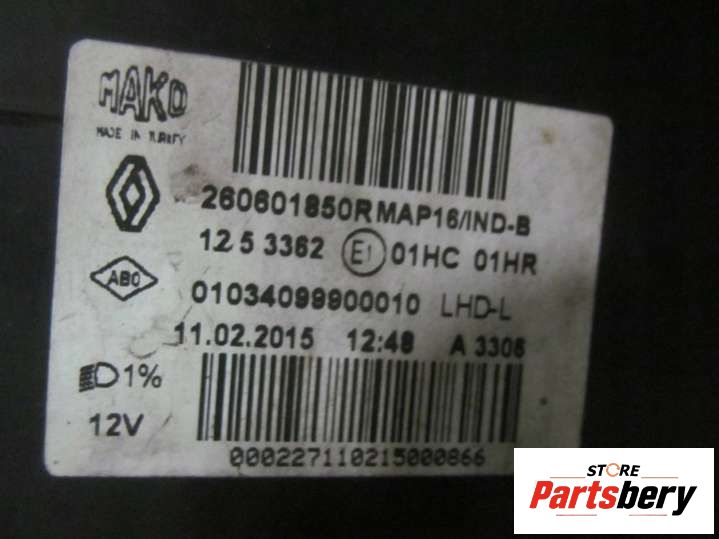 MAKO
MADE IN TURKEY
260601850R MAP16/IND-B
12 5 3362 E1 01HC 01HR
AB0
01034099900010 LHD-L
11.02.2015 12:48 A 3306
1%
12V
000227110215000866
STORE
Partsbery